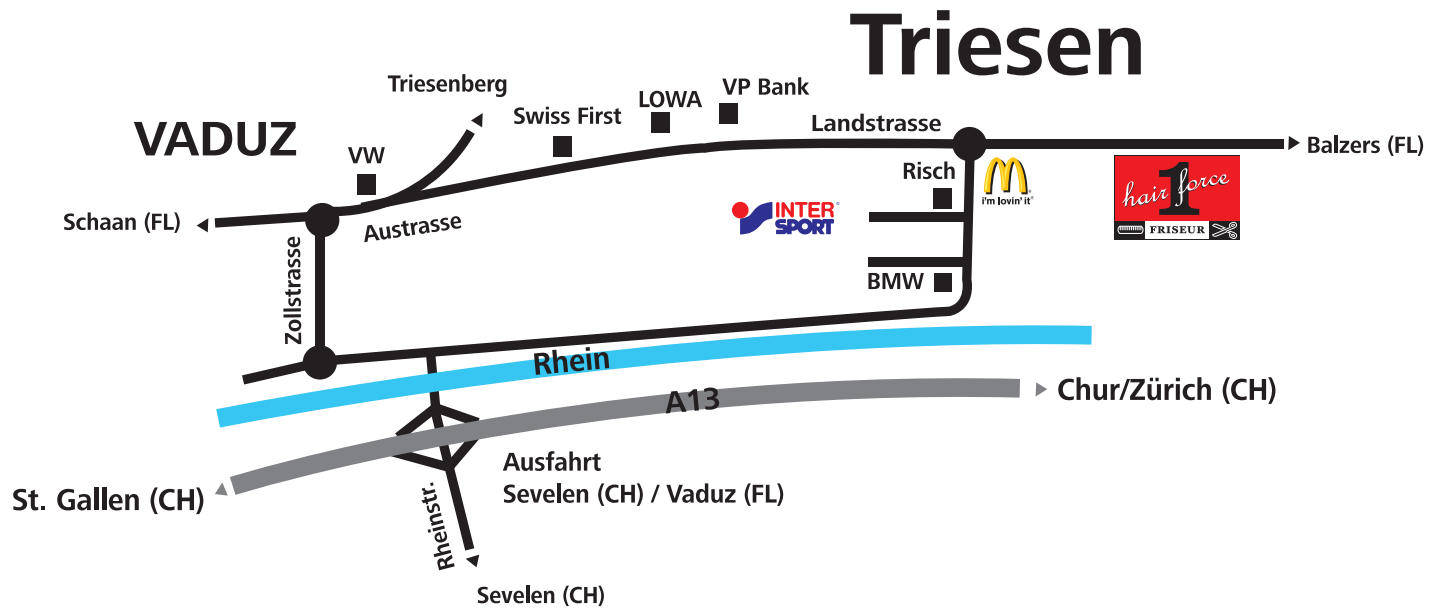 Triesen
Triesenberg
VP Bank
LOWA
Swiss First
Landstrasse
VADUZ
VW
Balzers (FL)
Risch
i'm lovin' it®
hair force
1
FRISEUR
INTER
SPORT®
Schaan (FL)
Austrasse
Zollstrasse
BMW
Rhein
A13
Chur/Zürich (CH)
Ausfahrt
Sevelen (CH) / Vaduz (FL)
St. Gallen (CH)
Rheinstr.
Sevelen (CH)